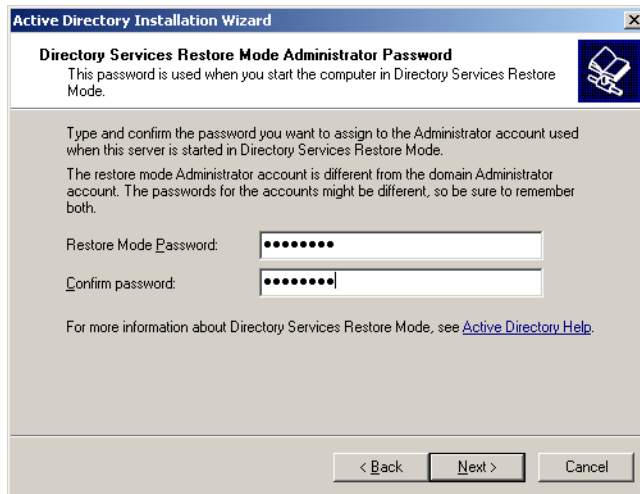 Active Directory Installation Wizard
Directory Services Restore Mode Administrator Password
This password is used when you start the computer in Directory Services Restore
Mode.
Type and confirm the password you want to assign to the Administrator account used
when this server is started in Directory Services Restore Mode.
The restore mode Administrator account is different from the domain Administrator
account. The passwords for the accounts might be different, so be sure to remember
both.
Restore Mode Password: ●●●●●●●●
Confirm password: ●●●●●●●●
For more information about Directory Services Restore Mode, see Active Directory Help.
< Back Next > Cancel